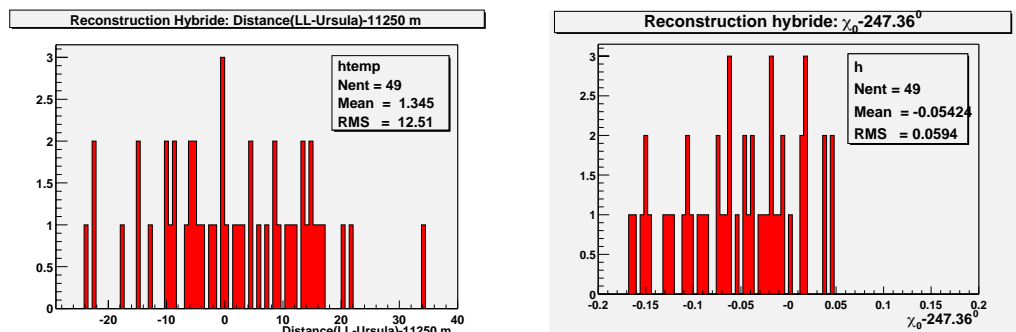 Reconstruction Hybride: Distance(LL-Ursula)-11250 m
3
2.5
2
1.5
1
0.5
0
-20
-10
0
10
20
30
40
htemp
Nent = 49
Mean = 1.345
RMS = 12.51
Distance(LL-Ursula)-11250 m
Reconstruction hybride: χ₀-247.36⁰
3
2.5
2
1.5
1
0.5
0
-0.2
-0.15
-0.1
-0.05
-0
0.05
0.1
0.15
0.2
h
Nent = 49
Mean = -0.05424
RMS = 0.0594
χ₀-247.36⁰